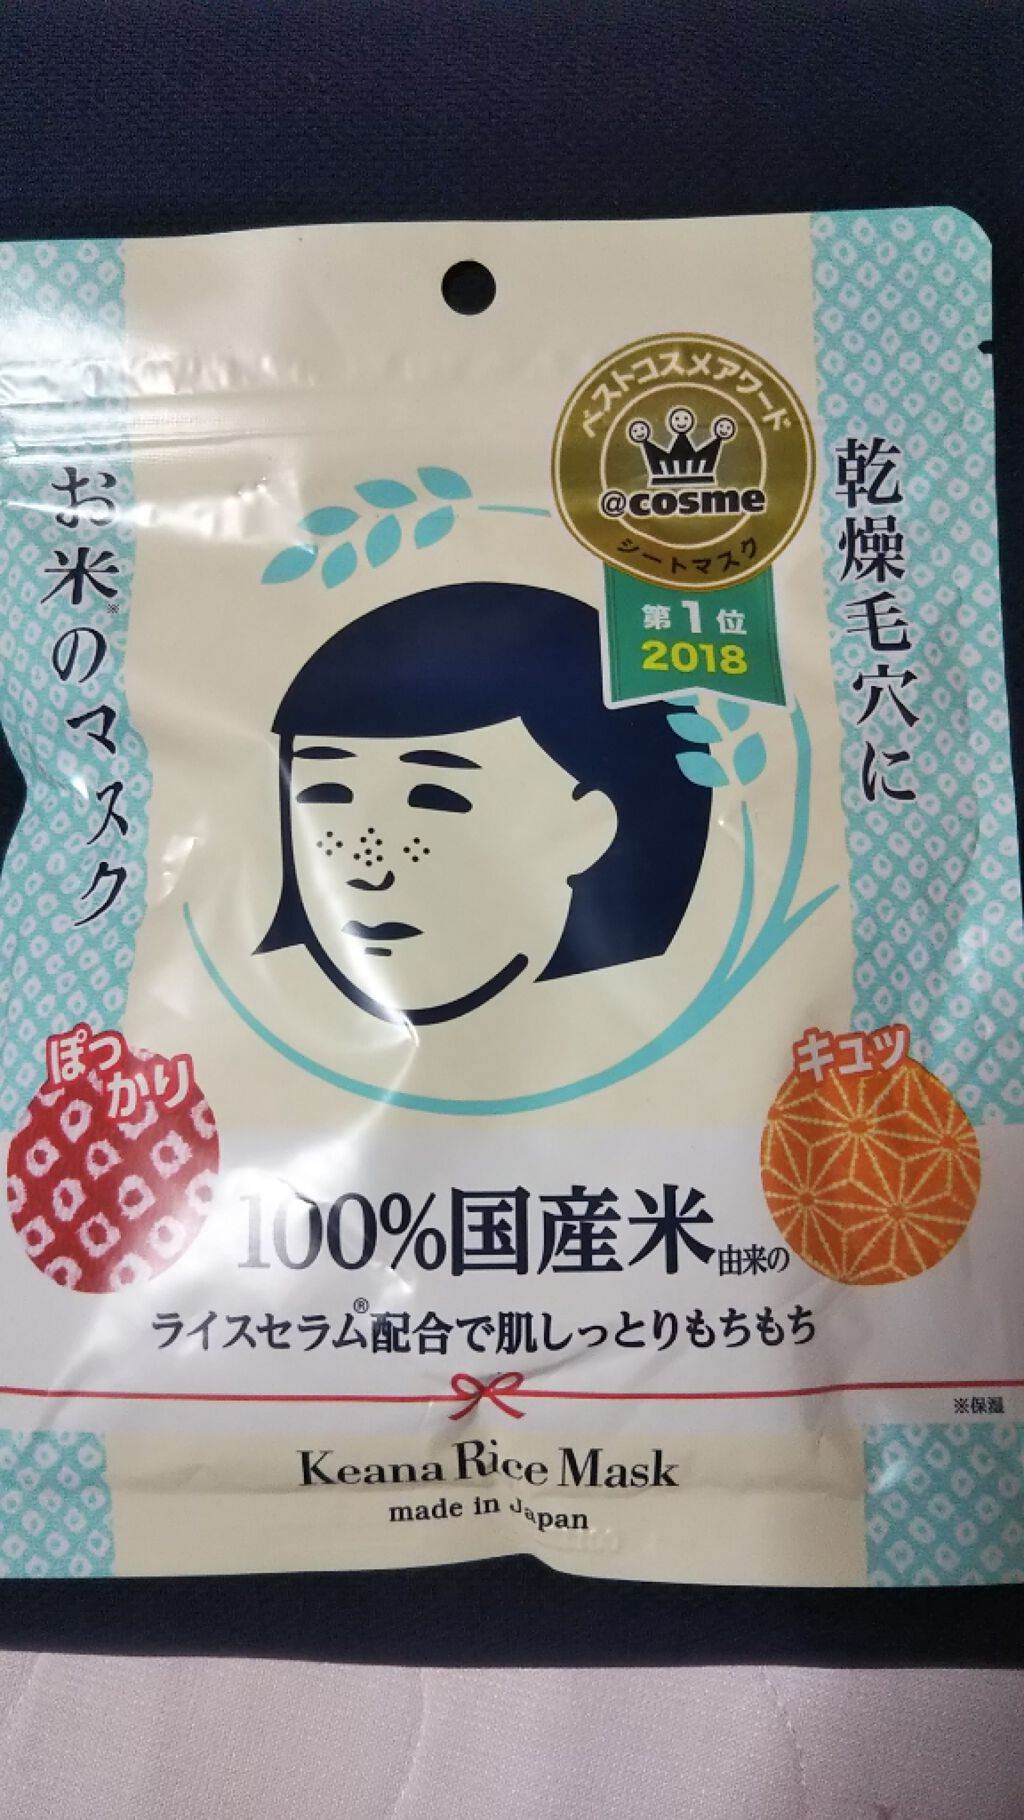 ベストコスメアワード
@cosme
シートマスク
第1位
2018
乾燥毛穴に
お米※のマスク
ぽっかり
キュッ
100%国産米由来の
ライスセラム®配合で肌しっとりもちもち
※保湿
Keana Rice Mask
made in Japan